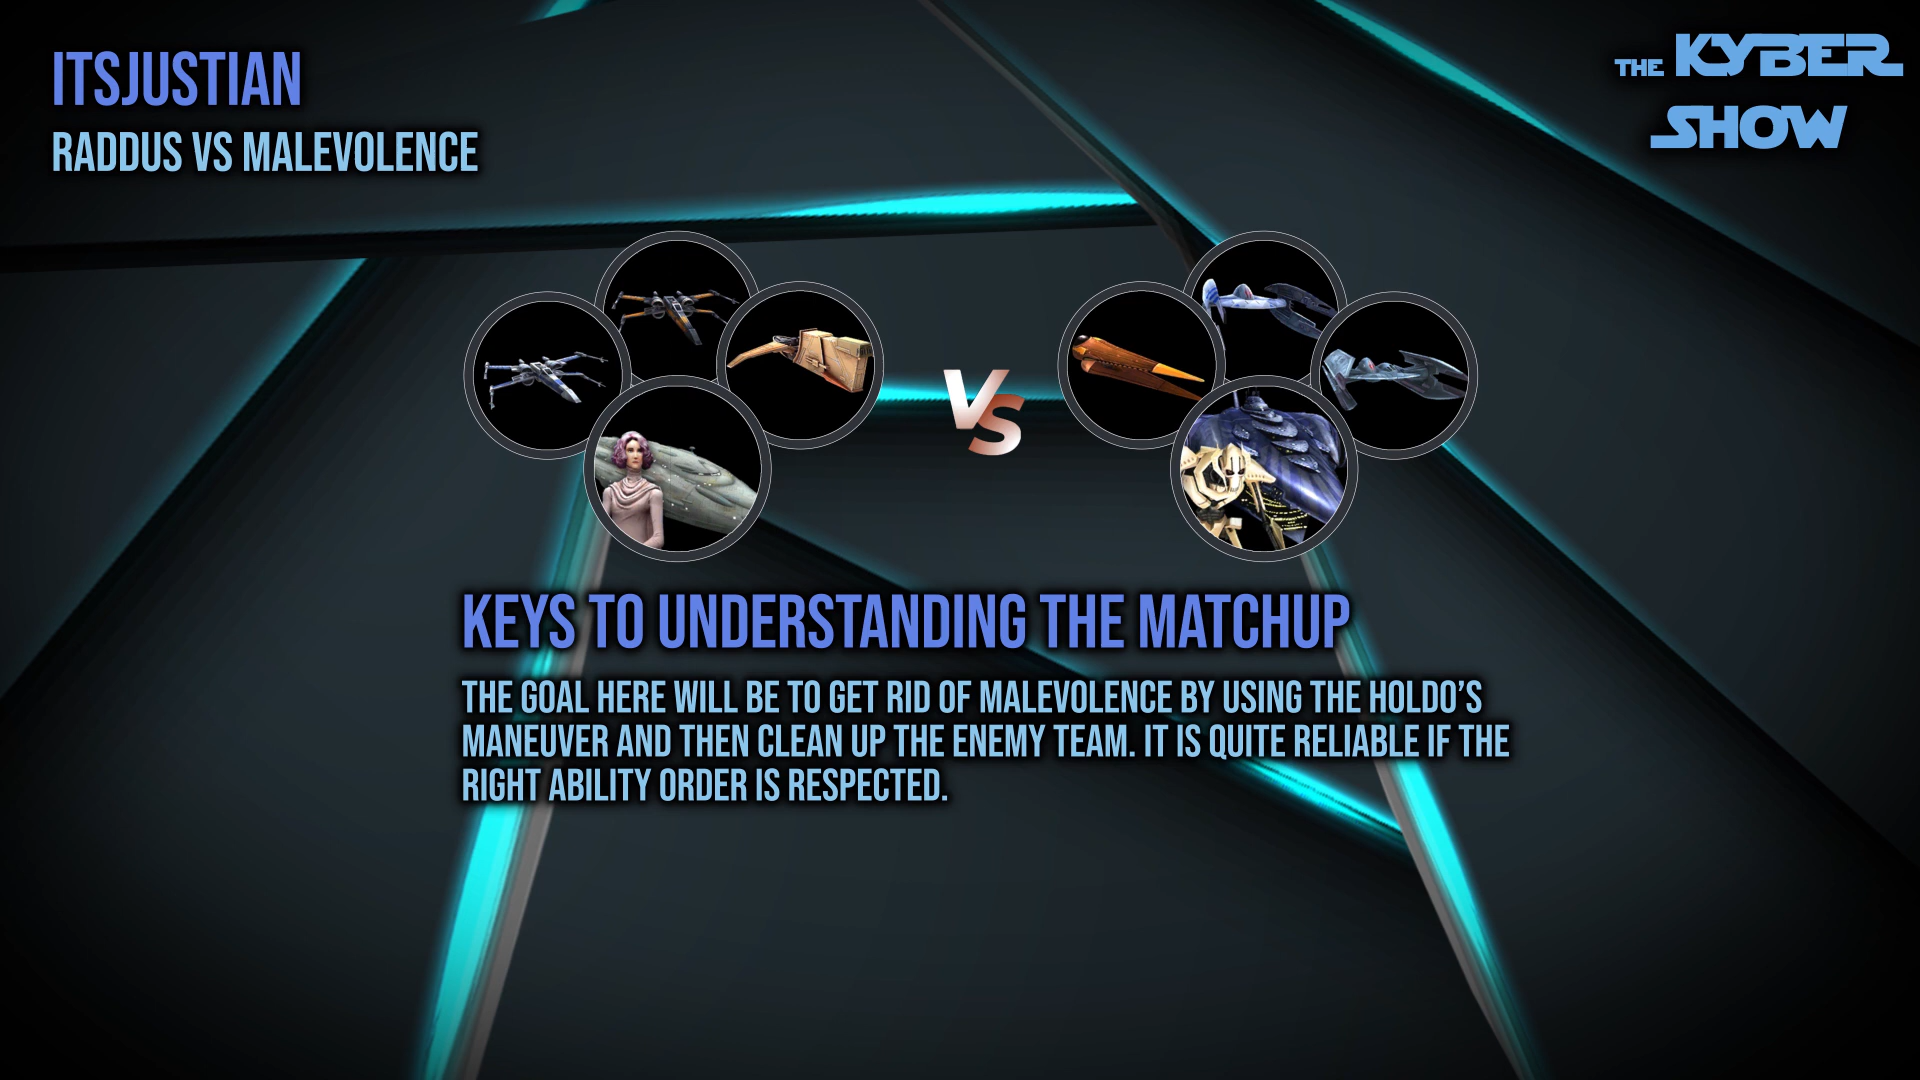 ITSJUSTIAN
RADDUS VS MALEVOLENCE
THE KYBER
SHOW
VS
KEYS TO UNDERSTANDING THE MATCHUP
THE GOAL HERE WILL BE TO GET RID OF MALEVOLENCE BY USING THE HOLDO'S
MANEUVER AND THEN CLEAN UP THE ENEMY TEAM. IT IS QUITE RELIABLE IF THE
RIGHT ABILITY ORDER IS RESPECTED.